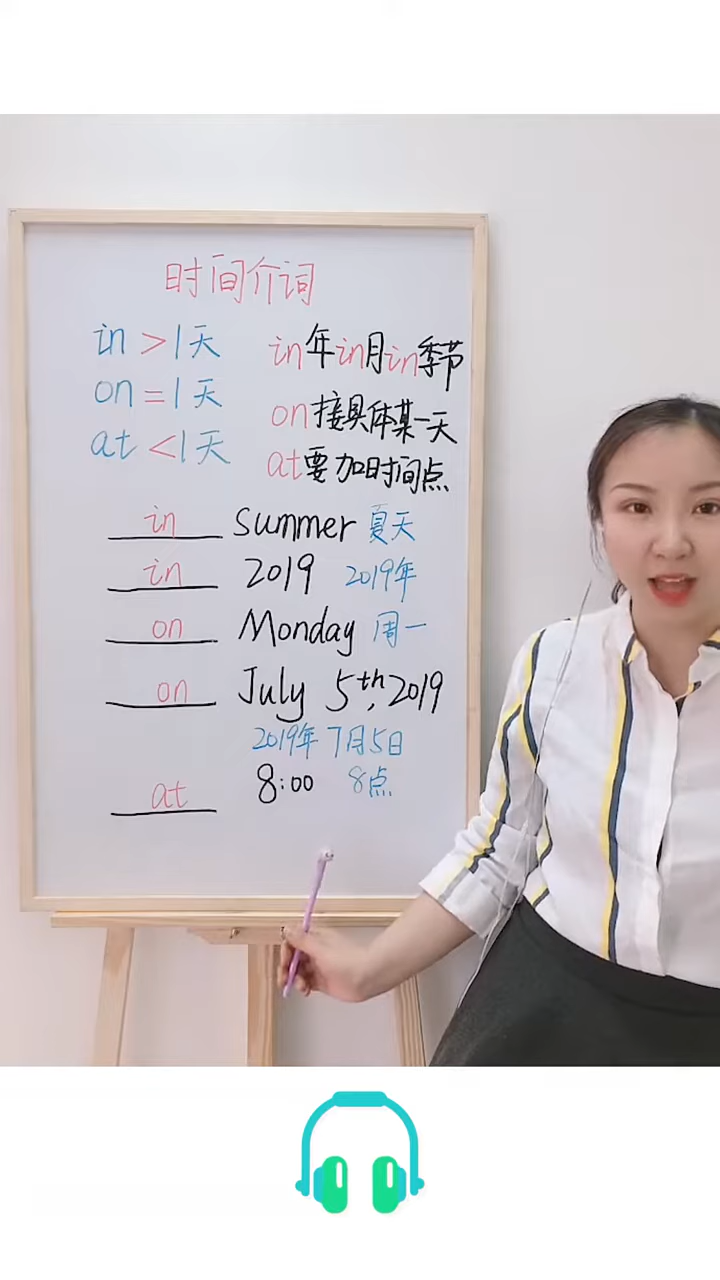 时间介词
in > 1天
on = 1天
at < 1天
in年in月in季节
on接具体某一天
at要加时间点
in summer 夏天
in 2019 2019年
on Monday 周一
on July 5th, 2019
2019年7月5日
at 8:00 8点